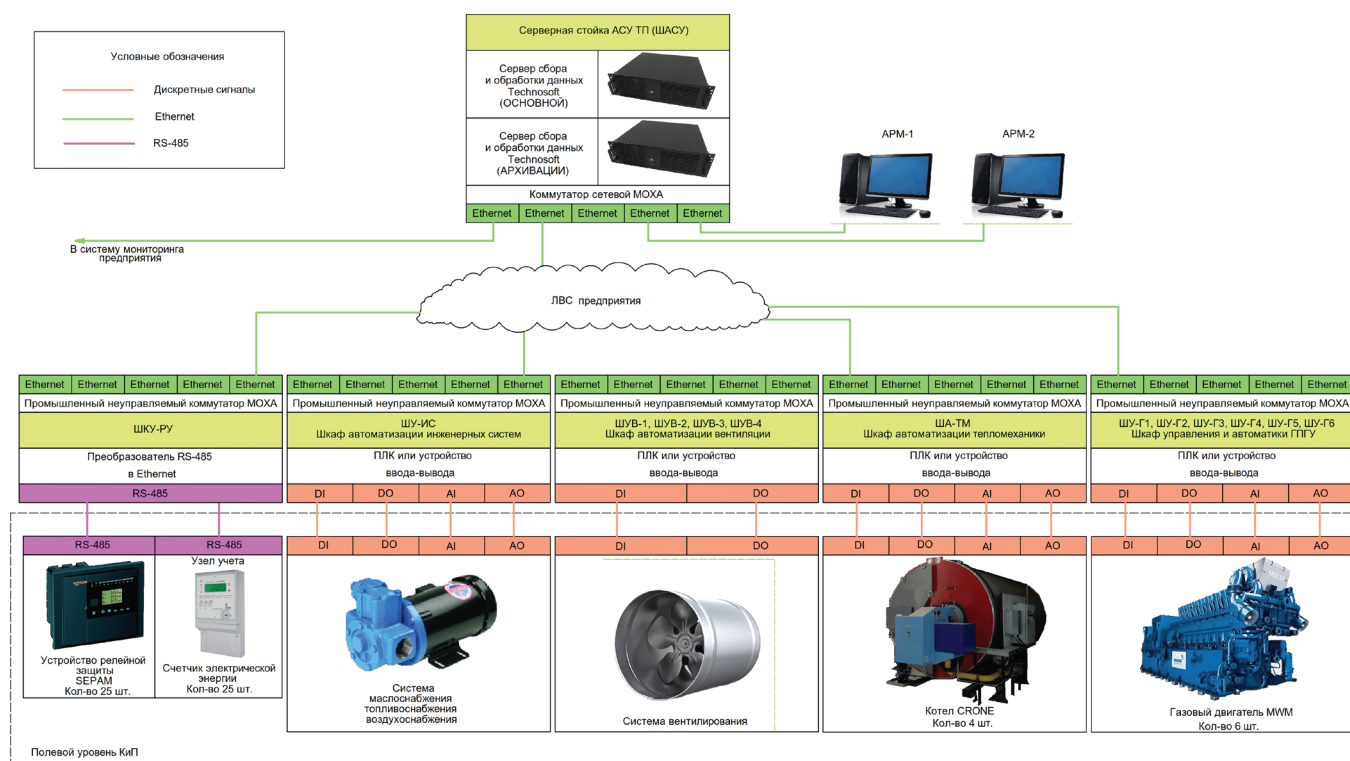 Условные обозначения
Дискретные сигналы
Ethernet
RS-485
Серверная стойка АСУ ТП (ШАСУ)
Сервер сбора
и обработки данных
Technosoft
(ОСНОВНОЙ)
Сервер сбора
и обработки данных
Technosoft
(АРХИВАЦИИ)
Коммутатор сетевой MOXA
Ethernet Ethernet Ethernet Ethernet Ethernet
АРМ-1
АРМ-2
В систему мониторинга
предприятия
ЛВС предприятия
Ethernet Ethernet Ethernet Ethernet Ethernet
Промышленный неуправляемый коммутатор MOXA
ШКУ-РУ
Преобразователь RS-485
в Ethernet
RS-485
Ethernet Ethernet Ethernet Ethernet Ethernet
Промышленный неуправляемый коммутатор MOXA
ШУ-ИС
Шкаф автоматизации инженерных систем
ПЛК или устройство
ввода-вывода
DI DO AI AO
Ethernet Ethernet Ethernet Ethernet Ethernet
Промышленный неуправляемый коммутатор MOXA
ШУВ-1, ШУВ-2, ШУВ-3, ШУВ-4
Шкаф автоматизации вентиляции
ПЛК или устройство
ввода-вывода
DI DO
Ethernet Ethernet Ethernet Ethernet Ethernet
Промышленный неуправляемый коммутатор MOXA
ША-ТМ
Шкаф автоматизации тепломеханики
ПЛК или устройство
ввода-вывода
DI DO AI AO
Ethernet Ethernet Ethernet Ethernet Ethernet
Промышленный неуправляемый коммутатор MOXA
ШУ-Г1, ШУ-Г2, ШУ-Г3, ШУ-Г4, ШУ-Г5, ШУ-Г6
Шкаф управления и автоматики ГПГУ
ПЛК или устройство
ввода-вывода
DI DO AI AO
RS-485
Устройство релейной
защиты
SEPAM
Кол-во 25 шт.
RS-485
Узел учета
Счетчик электрической
энергии
Кол-во 25 шт.
DI DO AI AO
Система
маслоснабжения
топливоснабжения
воздухоснабжения
DI DO
Система вентилирования
DI DO AI AO
Котел CRONE
Кол-во 4 шт.
DI DO AI AO
Газовый двигатель MWM
Кол-во 6 шт.
Полевой уровень КиП